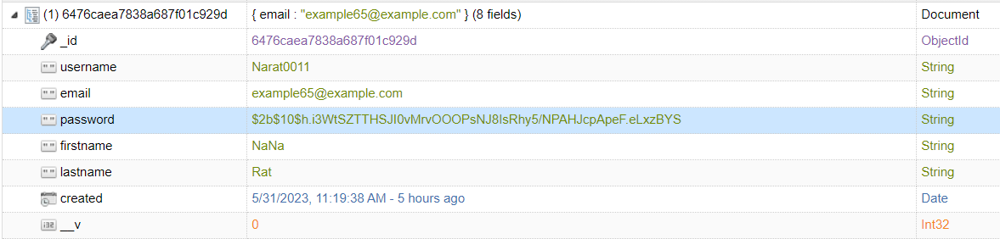 (1) 6476caea7838a687f01c929d { email : "example65@example.com" } (8 fields) Document
_id 6476caea7838a687f01c929d ObjectId
username Narat0011 String
email example65@example.com String
password $2b$10$h.i3WtSZTTHSJI0vMrvOOOPsNJ8IsRhy5/NPAHJcpApeF.eLxzBYS String
firstname NaNa String
lastname Rat String
created 5/31/2023, 11:19:38 AM - 5 hours ago Date
i32 __v 0 Int32